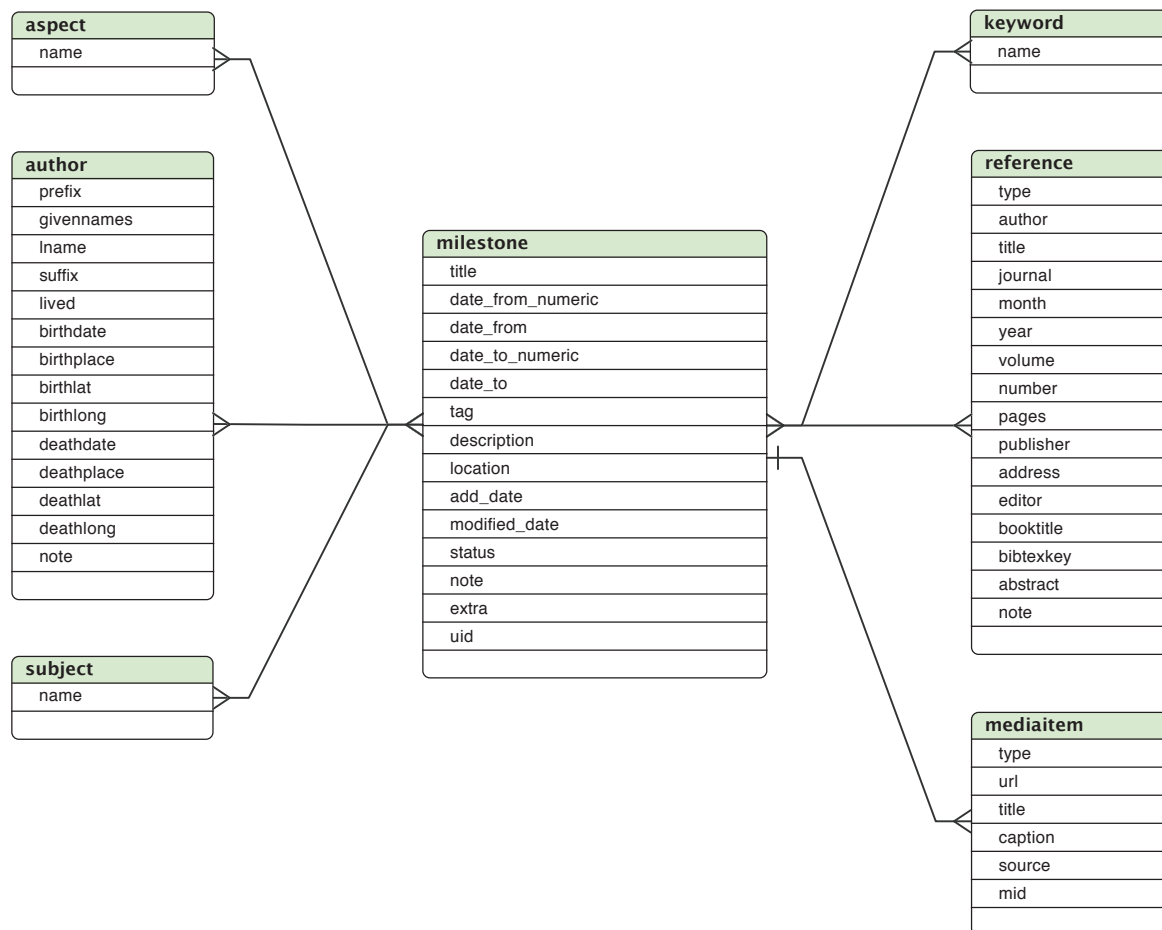 aspect
name
author
prefix
givennames
lname
suffix
lived
birthdate
birthplace
birthlat
birthlong
deathdate
deathplace
deathlat
deathlong
note
subject
name
milestone
title
date_from_numeric
date_from
date_to_numeric
date_to
tag
description
location
add_date
modified_date
status
note
extra
uid
keyword
name
reference
type
author
title
journal
month
year
volume
number
pages
publisher
address
editor
booktitle
bibtexkey
abstract
note
mediaitem
type
url
title
caption
source
mid